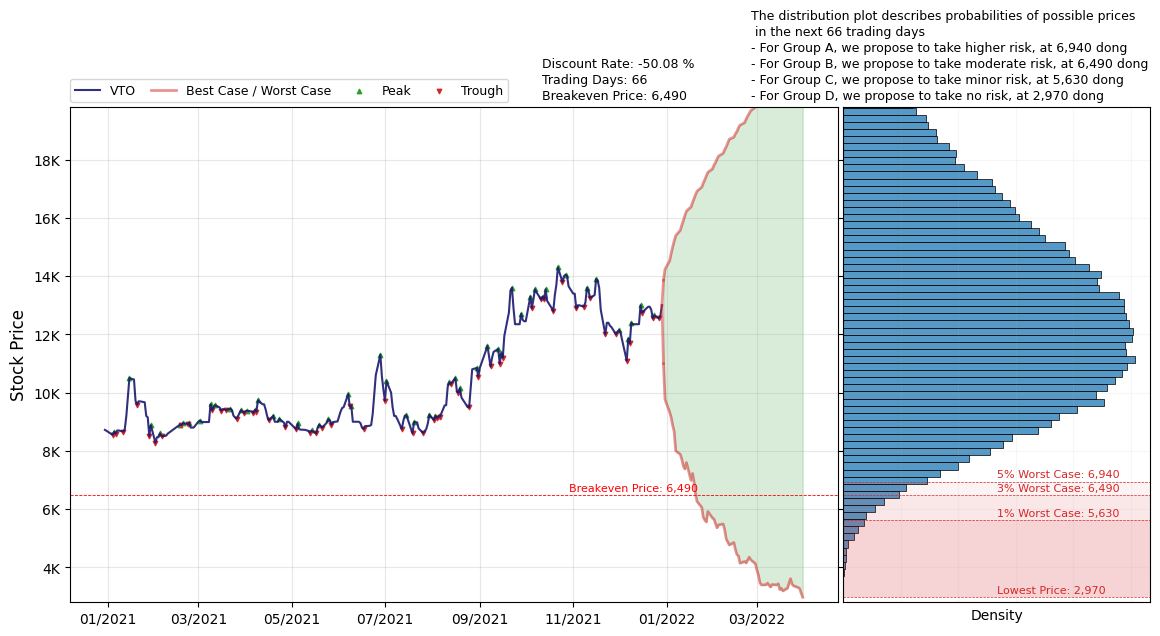 The distribution plot describes probabilities of possible prices
in the next 66 trading days
- For Group A, we propose to take higher risk, at 6,940 dong
- For Group B, we propose to take moderate risk, at 6,490 dong
- For Group C, we propose to take minor risk, at 5,630 dong
- For Group D, we propose to take no risk, at 2,970 dong
Discount Rate: -50.08 %
Trading Days: 66
Breakeven Price: 6,490
VTO
Best Case / Worst Case
Peak
Trough
Stock Price
18K
16K
14K
12K
10K
8K
6K
4K
Breakeven Price: 6,490
5% Worst Case: 6,940
3% Worst Case: 6,490
1% Worst Case: 5,630
Lowest Price: 2,970
01/2021
03/2021
05/2021
07/2021
09/2021
11/2021
01/2022
03/2022
Density